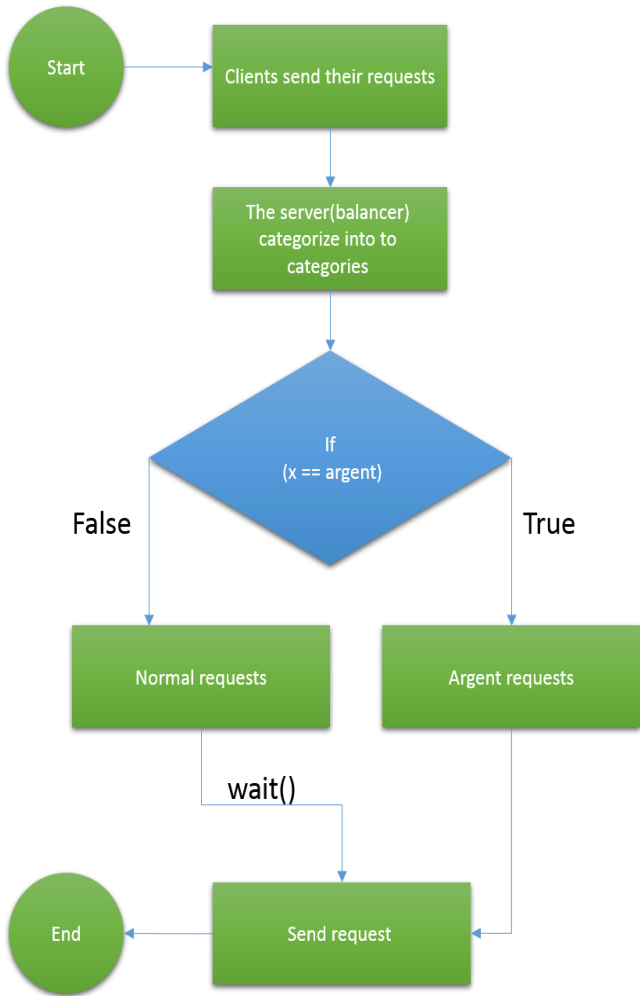 Start
Clients send their requests
The server(balancer)
categorize into to
categories
If
(x == argent)
False
True
Normal requests
Argent requests
wait()
End
Send request